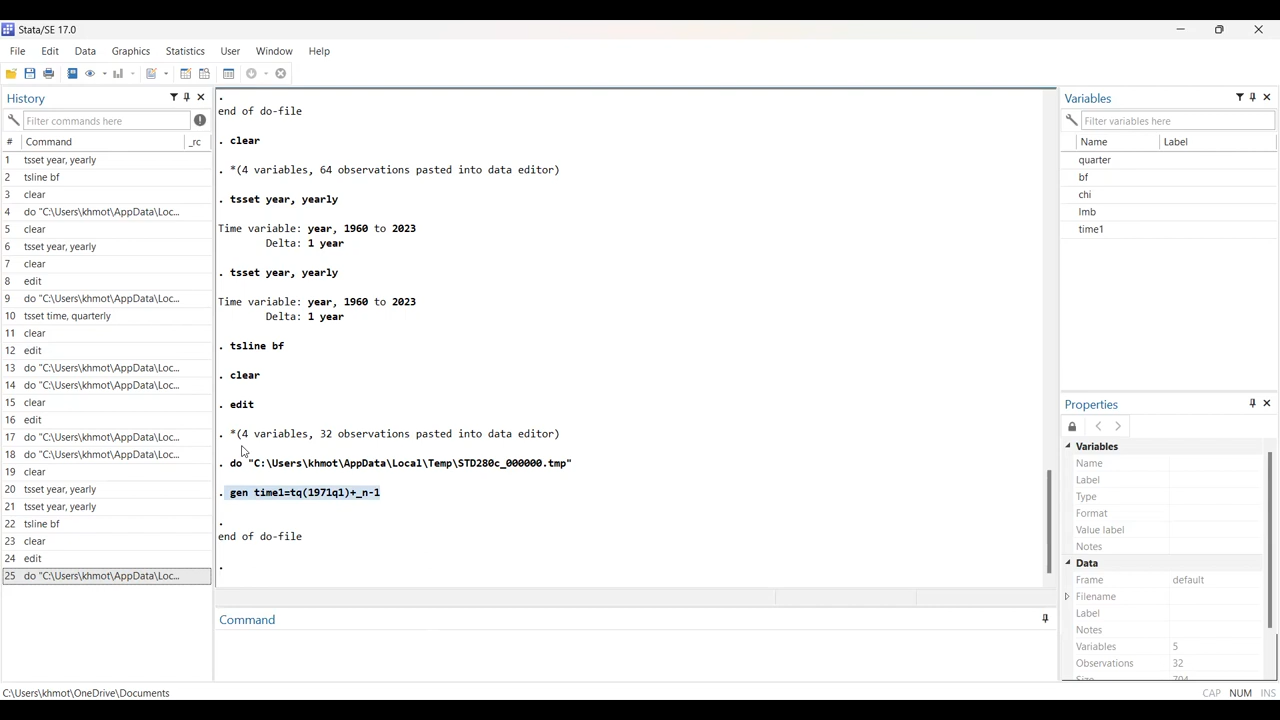 Stata/SE 17.0
File Edit Data Graphics Statistics User Window Help
History
Filter commands here
# Command _rc
1 tsset year, yearly
2 tsline bf
3 clear
4 do "C:\Users\khmot\AppData\Loc...
5 clear
6 tsset year, yearly
7 clear
8 edit
9 do "C:\Users\khmot\AppData\Loc...
10 tsset time, quarterly
11 clear
12 edit
13 do "C:\Users\khmot\AppData\Loc...
14 do "C:\Users\khmot\AppData\Loc...
15 clear
16 edit
17 do "C:\Users\khmot\AppData\Loc...
18 do "C:\Users\khmot\AppData\Loc...
19 clear
20 tsset year, yearly
21 tsset year, yearly
22 tsline bf
23 clear
24 edit
25 do "C:\Users\khmot\AppData\Loc...
.
end of do-file
. clear
. *(4 variables, 64 observations pasted into data editor)
. tsset year, yearly
Time variable: year, 1960 to 2023
Delta: 1 year
. tsset year, yearly
Time variable: year, 1960 to 2023
Delta: 1 year
. tsline bf
. clear
. edit
. *(4 variables, 32 observations pasted into data editor)
. do "C:\Users\khmot\AppData\Local\Temp\STD280c_000000.tmp"
. gen time1=tq(1971q1)+_n-1
.
end of do-file
.
Command
Variables
Filter variables here
Name Label
quarter
bf
chi
lmb
time1
Properties
Variables
Name
Label
Type
Format
Value label
Notes
Data
Frame default
Filename
Label
Notes
Variables 5
Observations 32
Size 704
C:\Users\khmot\OneDrive\Documents
CAP NUM INS